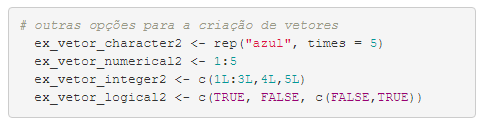 # outras opções para a criação de vetores
ex_vetor_character2 <- rep("azul", times = 5)
ex_vetor_numerical2 <- 1:5
ex_vetor_integer2 <- c(1L:3L,4L,5L)
ex_vetor_logical2 <- c(TRUE, FALSE, c(FALSE,TRUE))